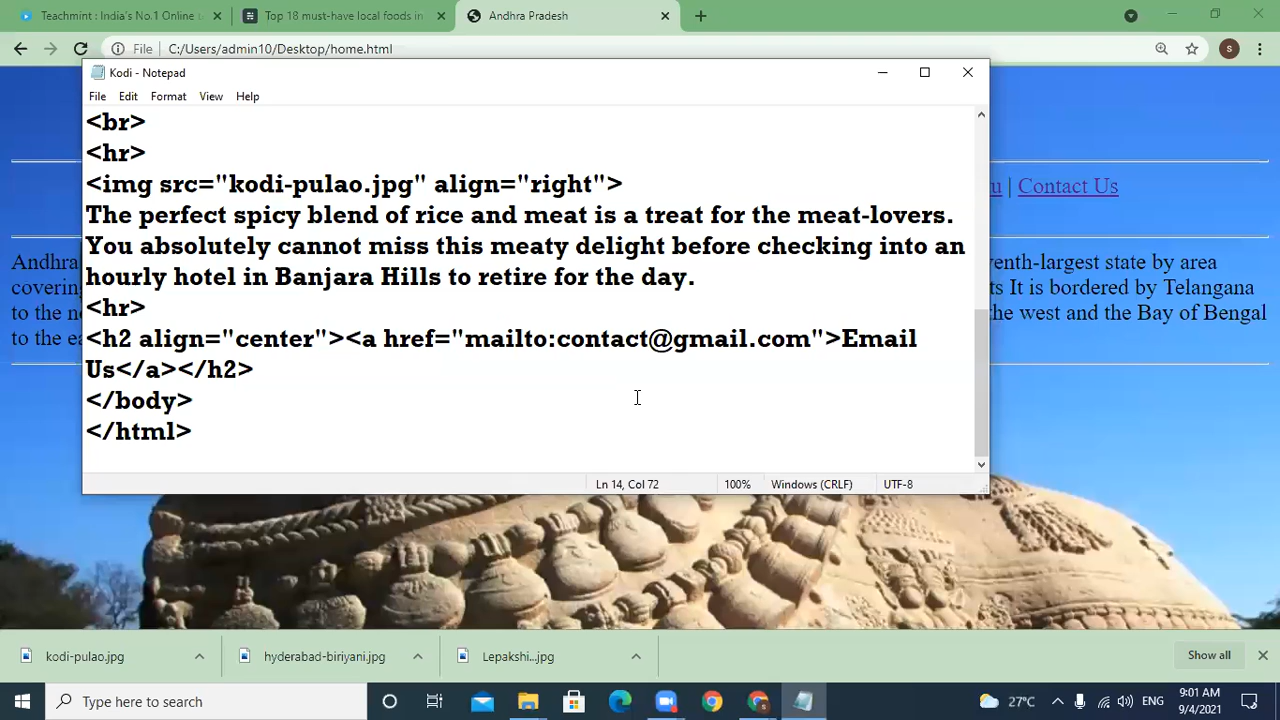 Teachmint : India's No.1 Online
Top 18 must-have local foods in
Andhra Pradesh
File C:/Users/admin10/Desktop/home.html
S
Kodi - Notepad
File Edit Format View Help
<br>
<hr>
<img src="kodi-pulao.jpg" align="right">
The perfect spicy blend of rice and meat is a treat for the meat-lovers.
You absolutely cannot miss this meaty delight before checking into an
hourly hotel in Banjara Hills to retire for the day.
<hr>
<h2 align="center"><a href="mailto:contact@gmail.com">Email
Us</a></h2>
</body>
</html>
Ln 14, Col 72 100% Windows (CRLF) UTF-8
| Contact Us
Andhra
enth-largest state by area
covering
ts It is bordered by Telangana
to the
he west and the Bay of Bengal
to the
kodi-pulao.jpg
hyderabad-biriyani.jpg
Lepakshi...jpg
Show all
Type here to search
27°C
ENG
9:01 AM
9/4/2021